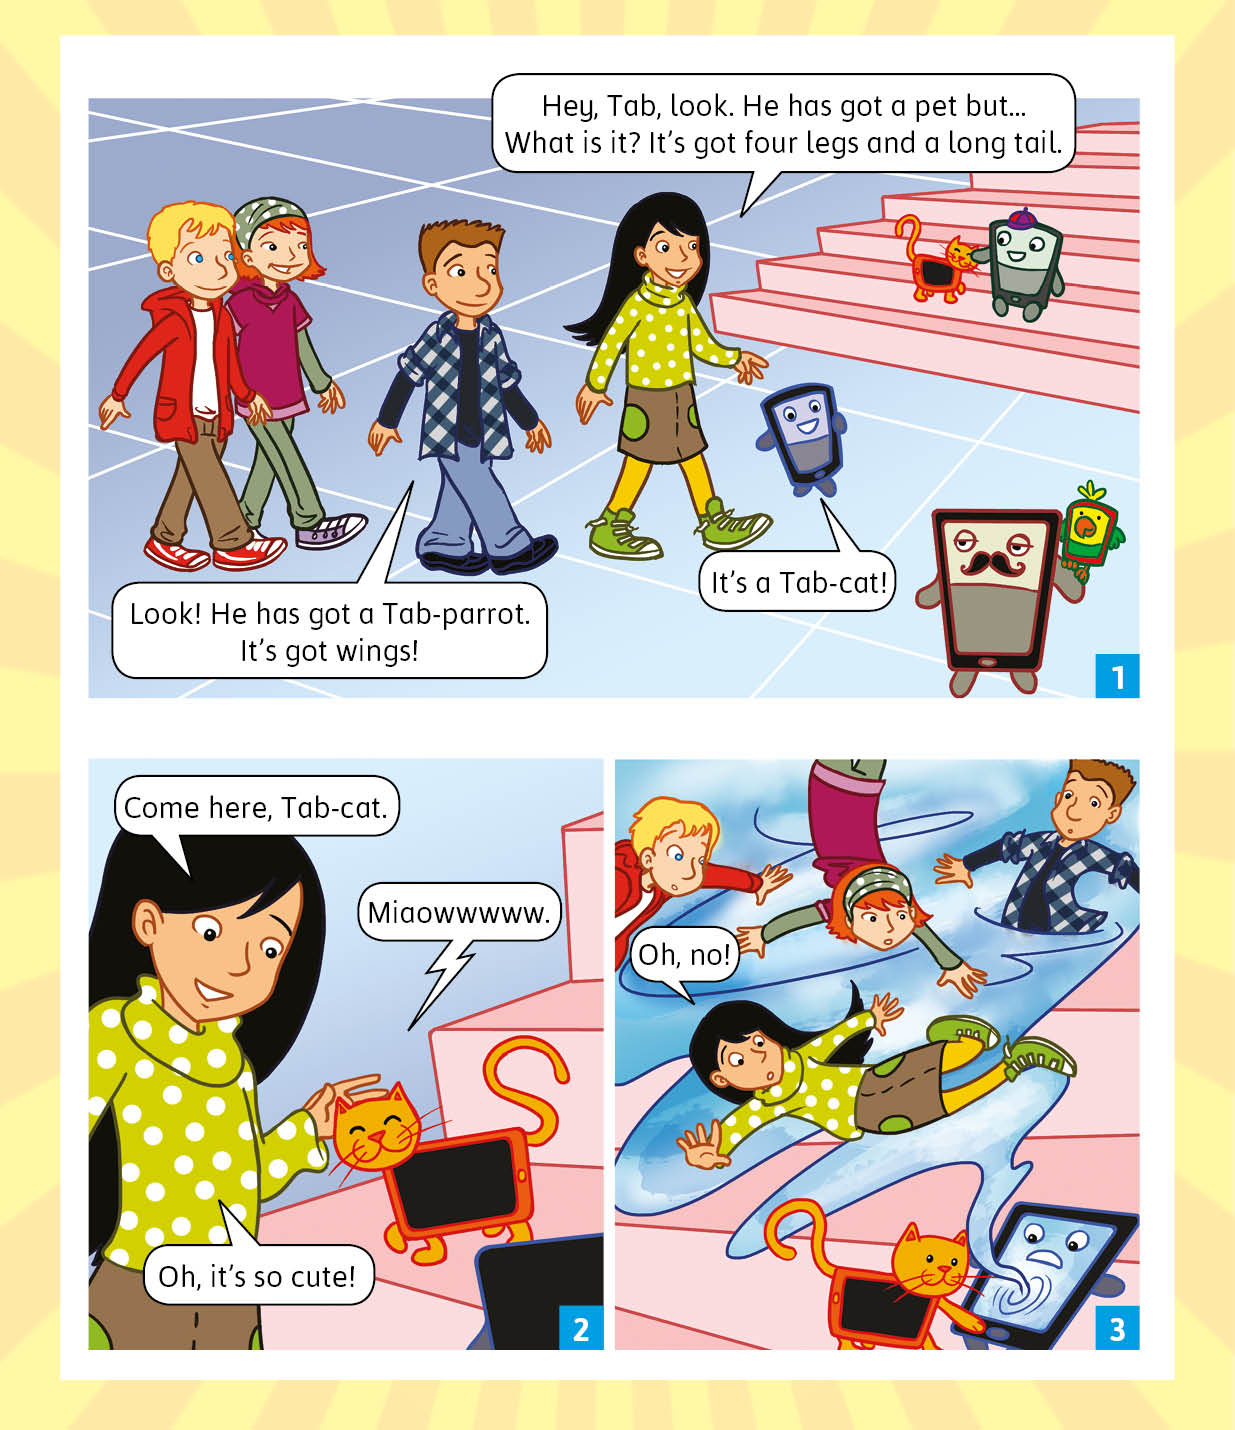 Hey, Tab, look. He has got a pet but...
What is it? It's got four legs and a long tail.
Look! He has got a Tab-parrot.
It's got wings!
It's a Tab-cat!
1
Come here, Tab-cat.
Miaowwwww.
Oh, it's so cute!
2
Oh, no!
3